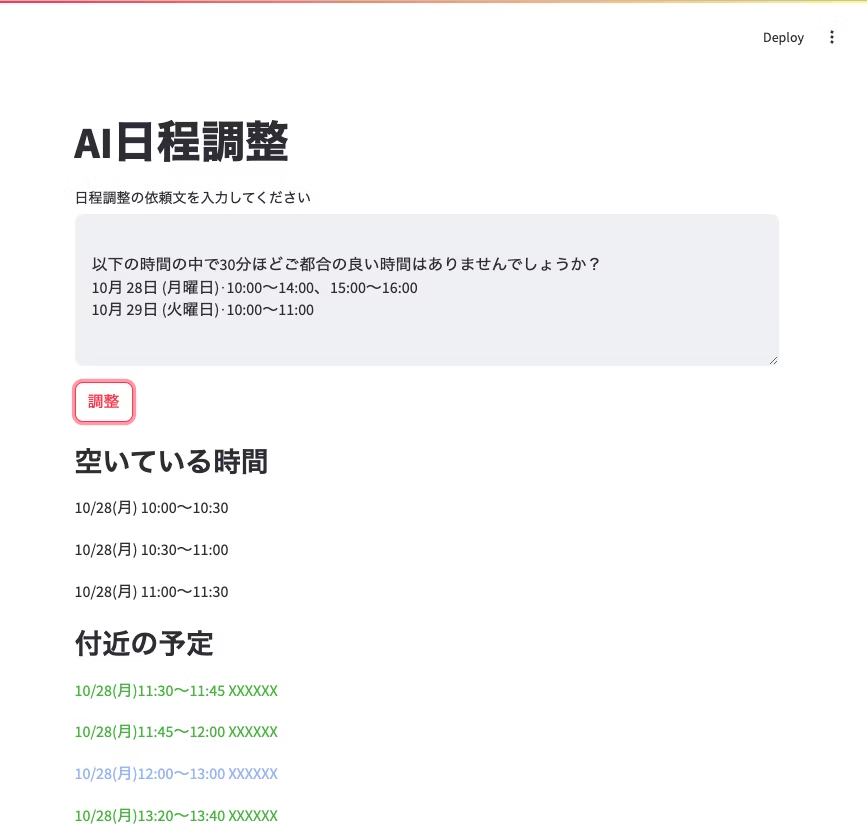 Deploy
AI日程調整
日程調整の依頼文を入力してください
以下の時間の中で30分ほどご都合の良い時間はありませんでしょうか？
10月 28日 (月曜日)⋅10:00〜14:00、15:00〜16:00
10月 29日 (火曜日)⋅10:00〜11:00
調整
空いている時間
10/28(月) 10:00〜10:30
10/28(月) 10:30〜11:00
10/28(月) 11:00〜11:30
付近の予定
10/28(月)11:30〜11:45 XXXXXX
10/28(月)11:45〜12:00 XXXXXX
10/28(月)12:00〜13:00 XXXXXX
10/28(月)13:20〜13:40 XXXXXX